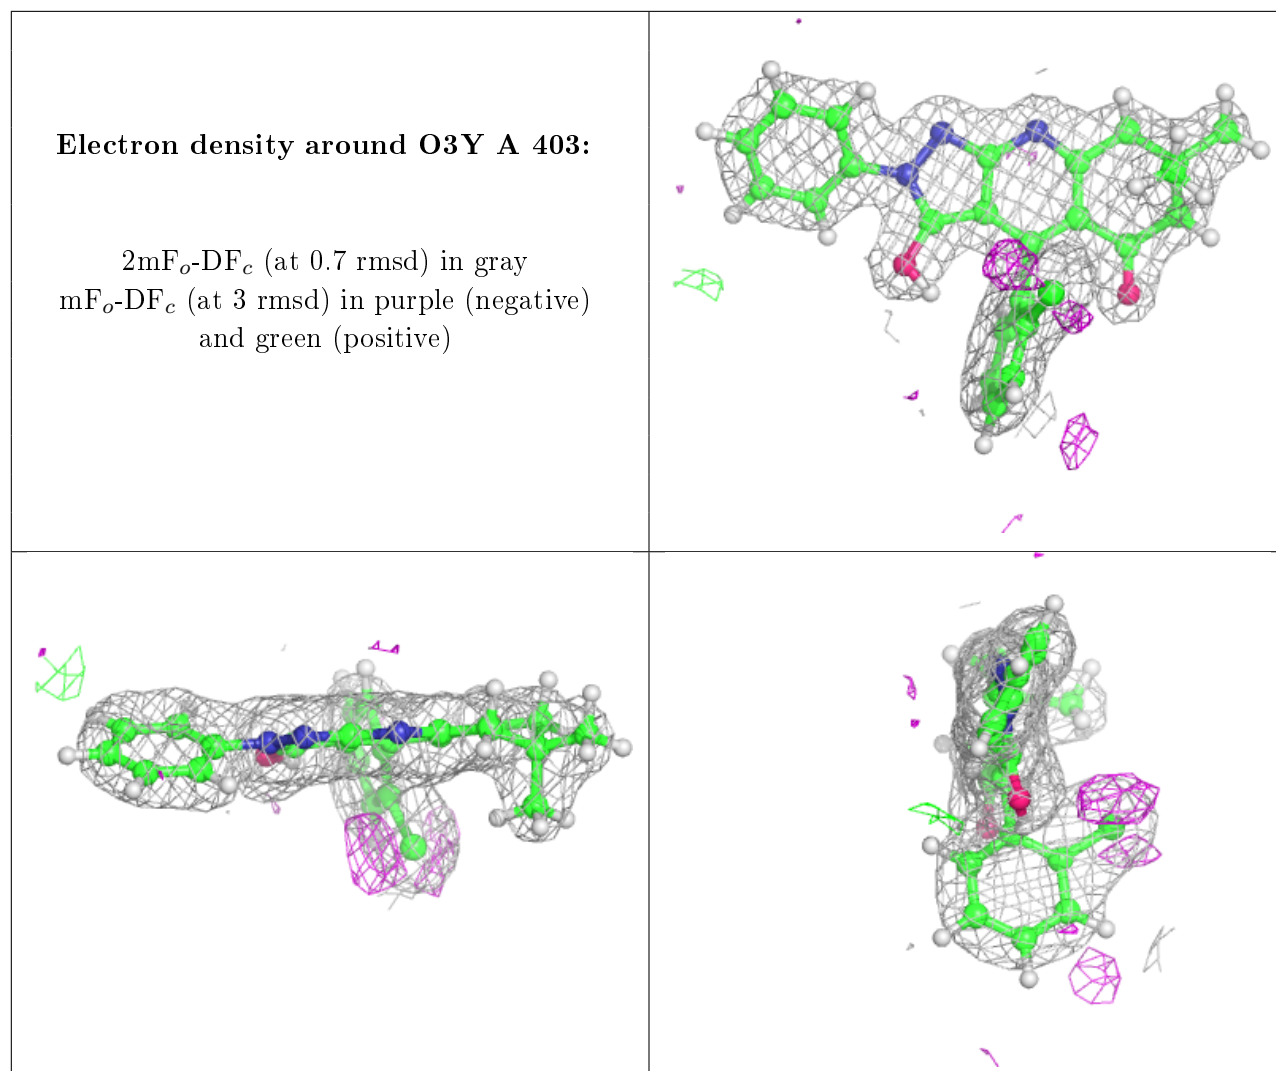 Electron density around O3Y A 403:
2mFₒ-DF𝒸 (at 0.7 rmsd) in gray
mFₒ-DF𝒸 (at 3 rmsd) in purple (negative)
and green (positive)